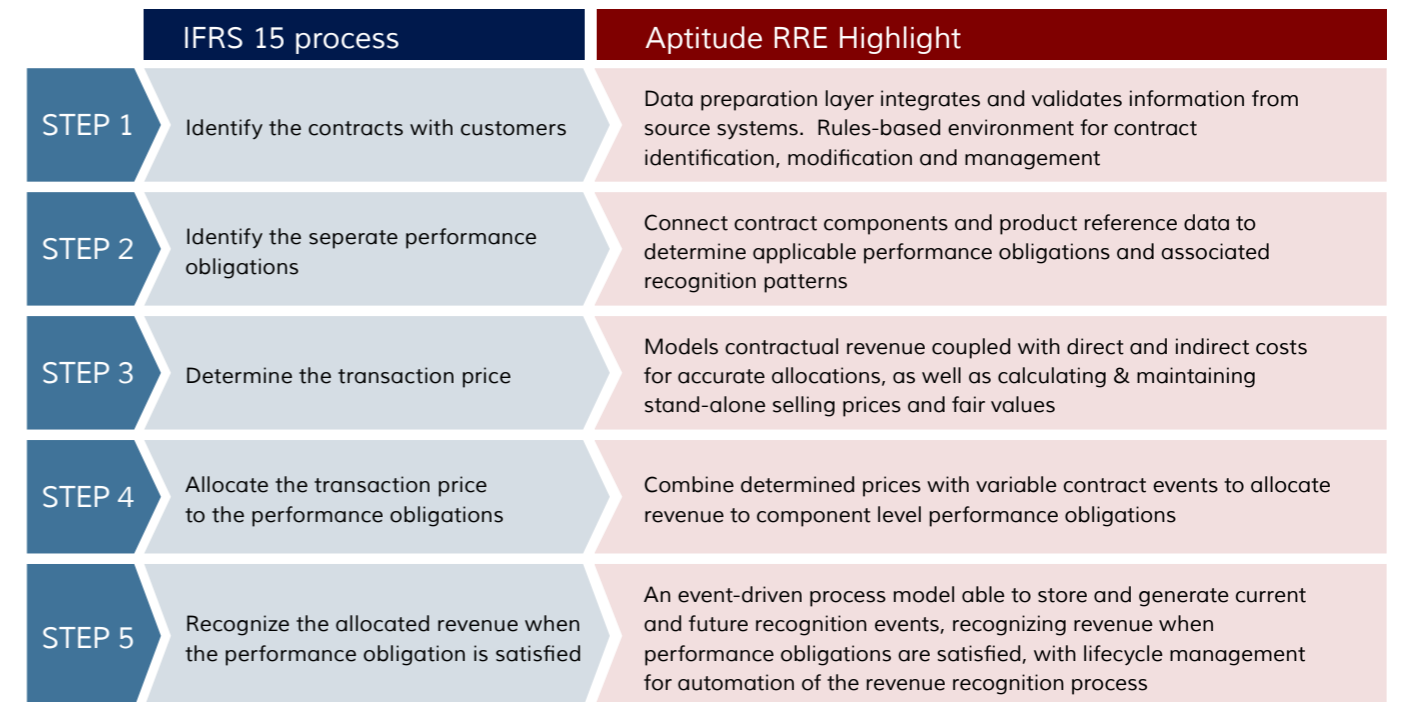 IFRS 15 process
Aptitude RRE Highlight
STEP 1
Identify the contracts with customers
Data preparation layer integrates and validates information from
source systems.  Rules-based environment for contract
identification, modification and management
STEP 2
Identify the seperate performance
obligations
Connect contract components and product reference data to
determine applicable performance obligations and associated
recognition patterns
STEP 3
Determine the transaction price
Models contractual revenue coupled with direct and indirect costs
for accurate allocations, as well as calculating & maintaining
stand-alone selling prices and fair values
STEP 4
Allocate the transaction price
to the performance obligations
Combine determined prices with variable contract events to allocate
revenue to component level performance obligations
STEP 5
Recognize the allocated revenue when
the performance obligation is satisfied
An event-driven process model able to store and generate current
and future recognition events, recognizing revenue when
performance obligations are satisfied, with lifecycle management
for automation of the revenue recognition process